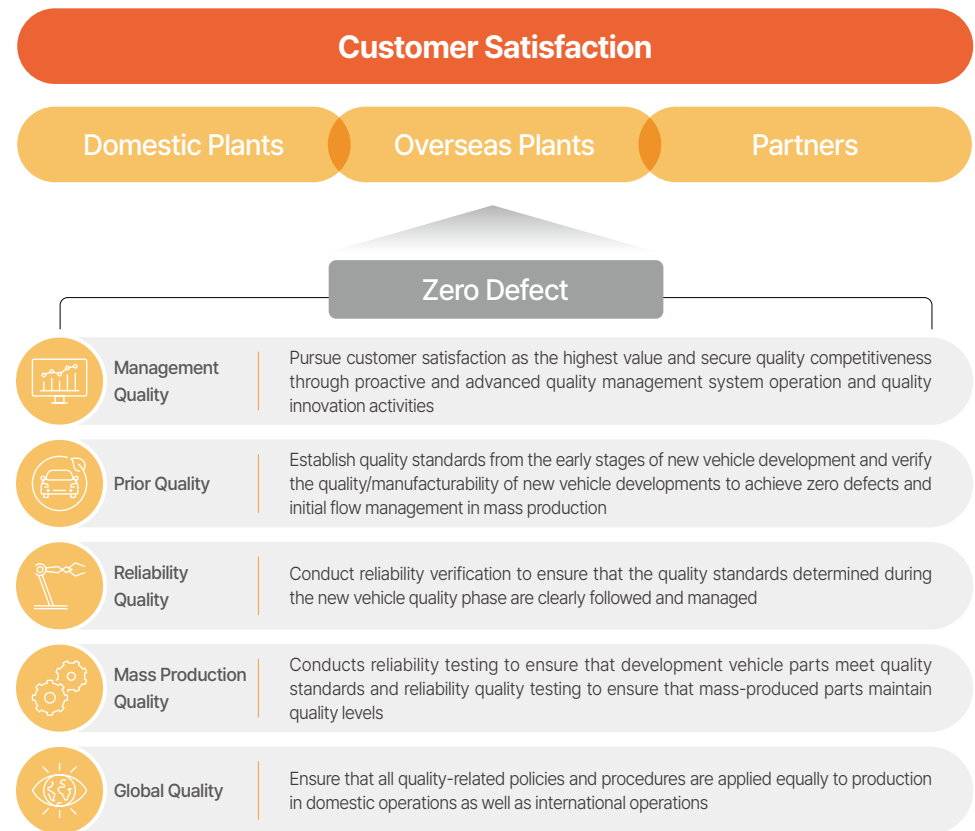 Customer Satisfaction
Domestic Plants
Overseas Plants
Partners
Zero Defect
Management
Quality
Pursue customer satisfaction as the highest value and secure quality competitiveness
through proactive and advanced quality management system operation and quality
innovation activities
Prior Quality
Establish quality standards from the early stages of new vehicle development and verify
the quality/manufacturability of new vehicle developments to achieve zero defects and
initial flow management in mass production
Reliability
Quality
Conduct reliability verification to ensure that the quality standards determined during
the new vehicle quality phase are clearly followed and managed
Mass Production
Quality
Conducts reliability testing to ensure that development vehicle parts meet quality
standards and reliability quality testing to ensure that mass-produced parts maintain
quality levels
Global Quality
Ensure that all quality-related policies and procedures are applied equally to production
in domestic operations as well as international operations